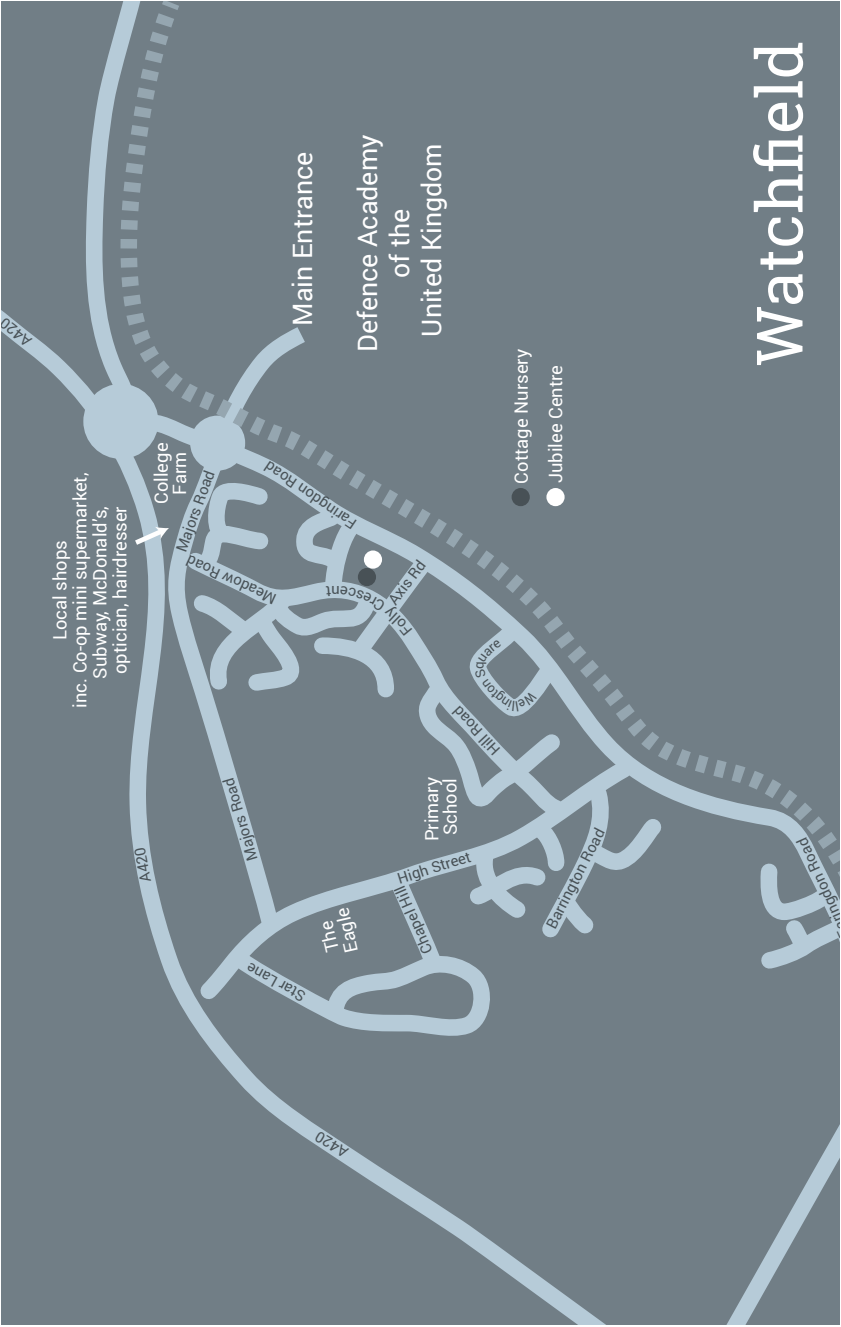 Watchfield
Main Entrance
Defence Academy
of the
United Kingdom
Cottage Nursery
Jubilee Centre
Local shops
inc. Co-op mini supermarket,
Subway, McDonald's,
optician, hairdresser
College
Farm
A420
Majors Road
Meadow Road
Faringdon Road
Folly Crescent
Axis Rd
Wellington Square
Hill Road
Primary
School
Majors Road
A420
High Street
Chapel Hill
The
Eagle
Star Lane
Barrington Road
Faringdon Road
A420